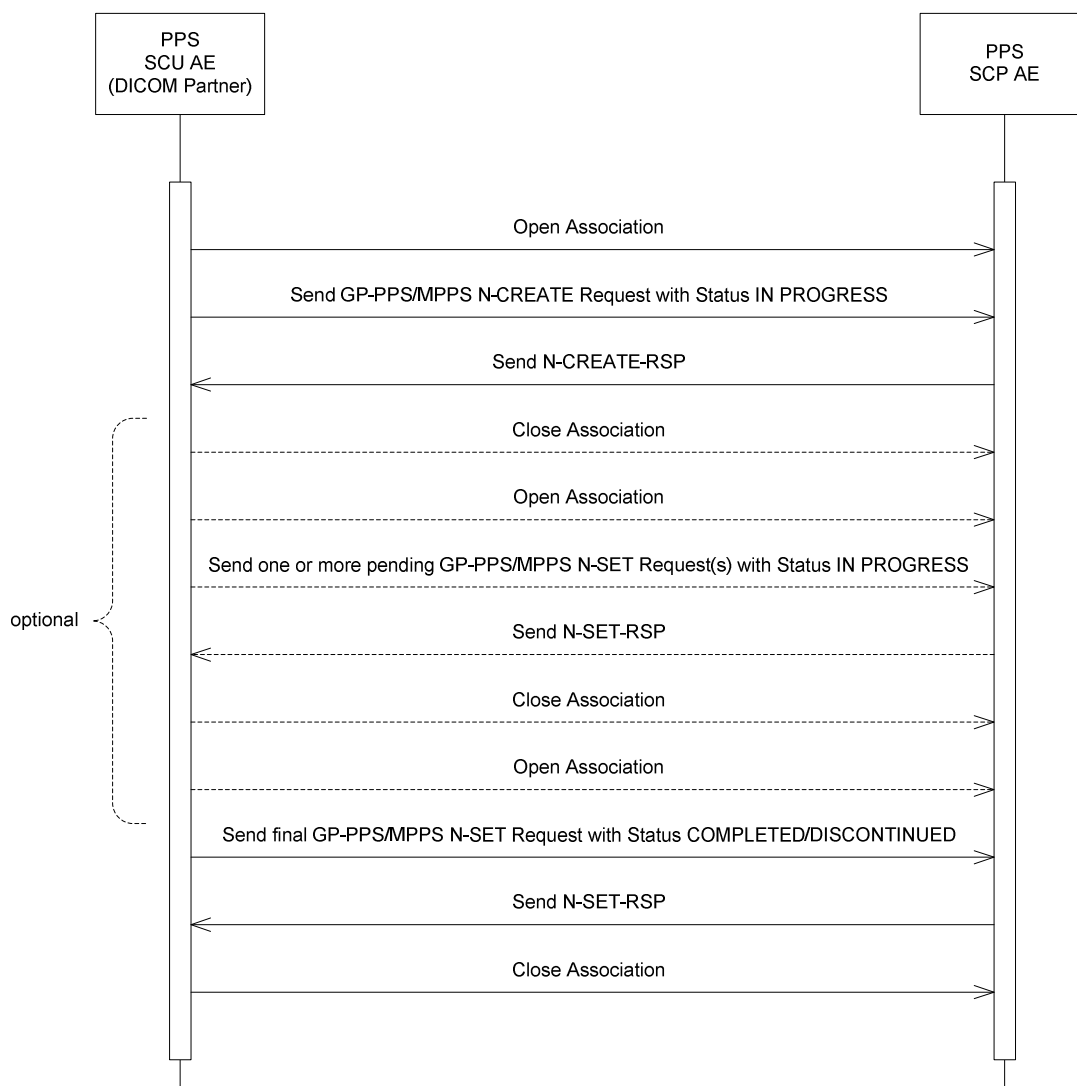 PPS
SCU AE
(DICOM Partner)
PPS
SCP AE
Open Association
Send GP-PPS/MPPS N-CREATE Request with Status IN PROGRESS
Send N-CREATE-RSP
Close Association
Open Association
Send one or more pending GP-PPS/MPPS N-SET Request(s) with Status IN PROGRESS
optional
Send N-SET-RSP
Close Association
Open Association
Send final GP-PPS/MPPS N-SET Request with Status COMPLETED/DISCONTINUED
Send N-SET-RSP
Close Association